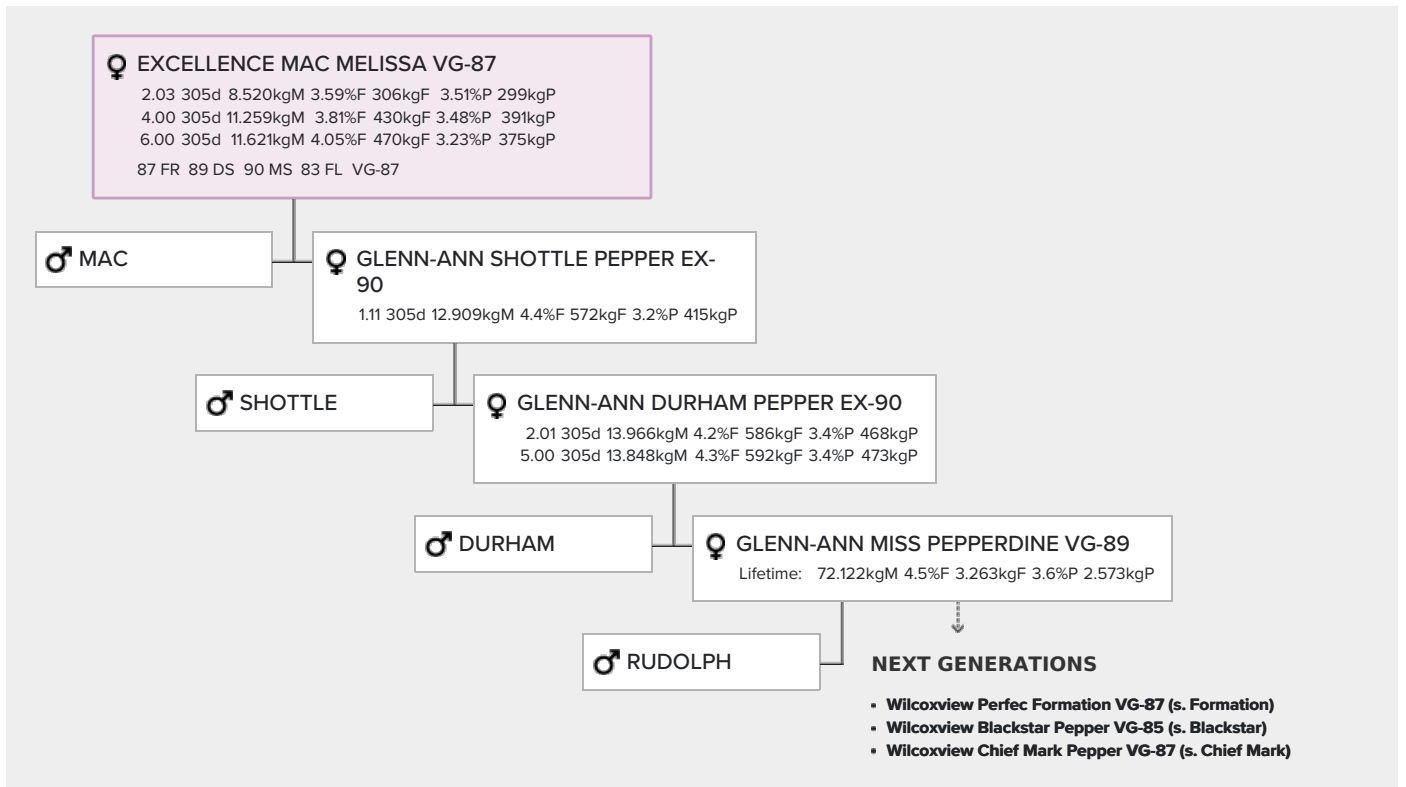 EXCELLENCE MAC MELISSA VG-87
2.03 305d 8.520kgM 3.59%F 306kgF 3.51%P 299kgP
4.00 305d 11.259kgM 3.81%F 430kgF 3.48%P 391kgP
6.00 305d 11.621kgM 4.05%F 470kgF 3.23%P 375kgP
87 FR 89 DS 90 MS 83 FL VG-87
MAC
GLENN-ANN SHOTTLE PEPPER EX-
90
1.11 305d 12.909kgM 4.4%F 572kgF 3.2%P 415kgP
SHOTTLE
GLENN-ANN DURHAM PEPPER EX-90
2.01 305d 13.966kgM 4.2%F 586kgF 3.4%P 468kgP
5.00 305d 13.848kgM 4.3%F 592kgF 3.4%P 473kgP
DURHAM
GLENN-ANN MISS PEPPERDINE VG-89
Lifetime: 72.122kgM 4.5%F 3.263kgF 3.6%P 2.573kgP
RUDOLPH
NEXT GENERATIONS
Wilcoxview Perfec Formation VG-87 (s. Formation)
Wilcoxview Blackstar Pepper VG-85 (s. Blackstar)
Wilcoxview Chief Mark Pepper VG-87 (s. Chief Mark)